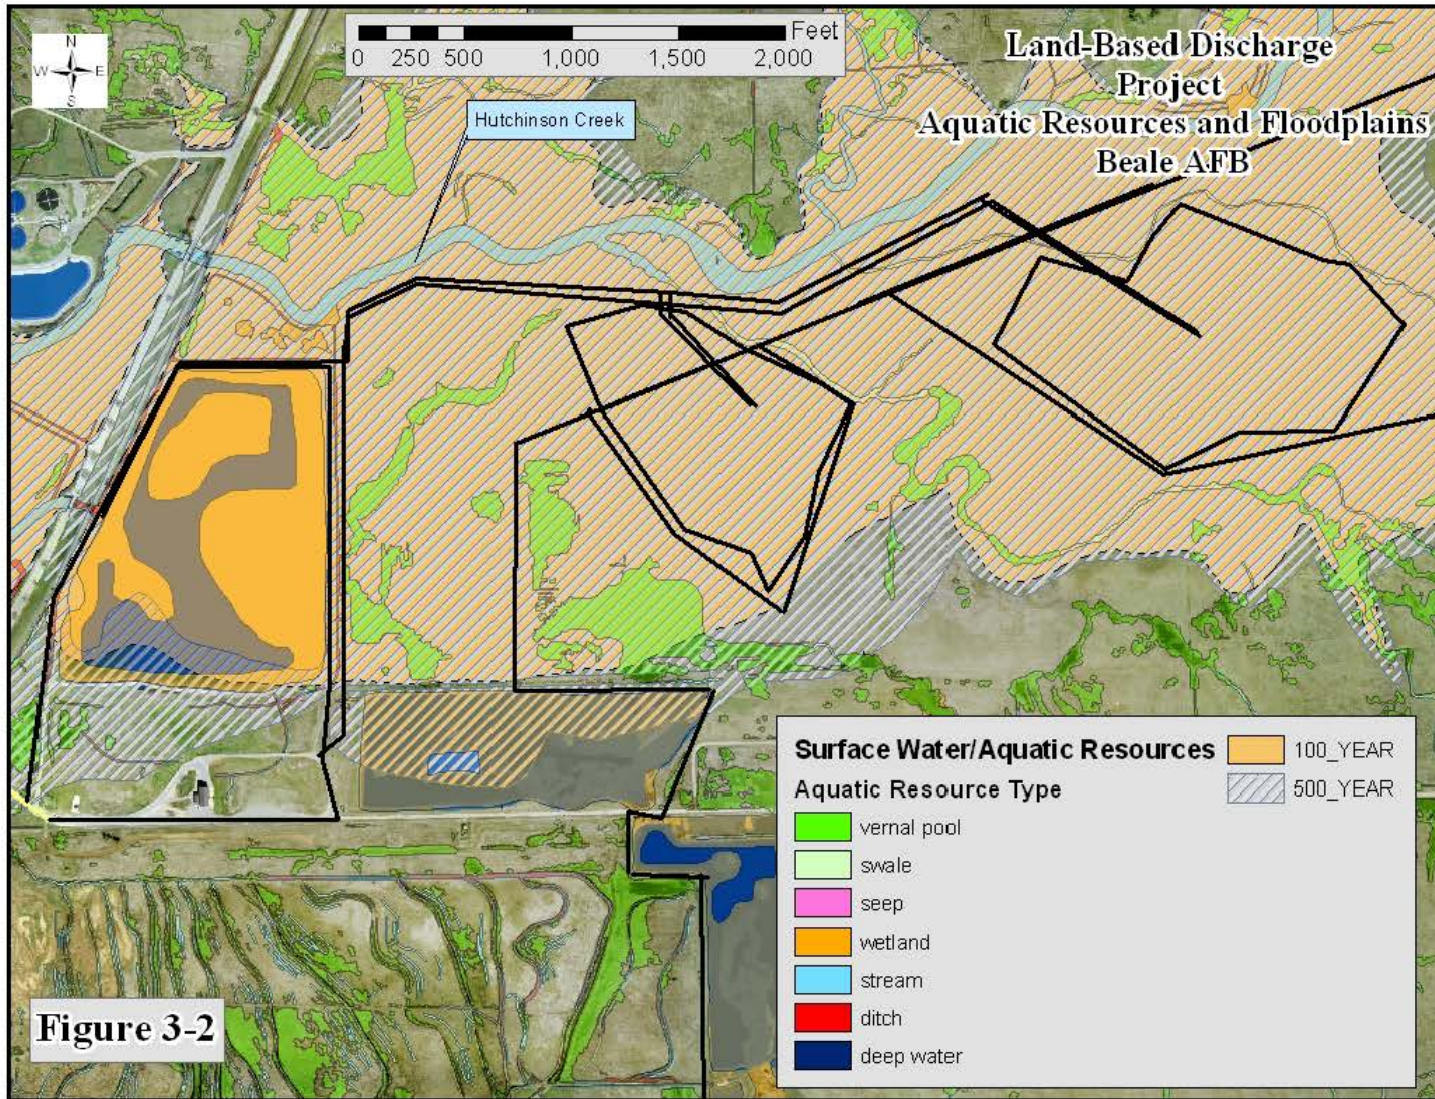 N
W E
S
Feet
0 250 500 1,000 1,500 2,000
Land-Based Discharge
Project
Aquatic Resources and Floodplains
Beale AFB
Hutchinson Creek
Surface Water/Aquatic Resources
Aquatic Resource Type
vernal pool
swale
seep
wetland
stream
ditch
deep water
100_YEAR
500_YEAR
Figure 3-2